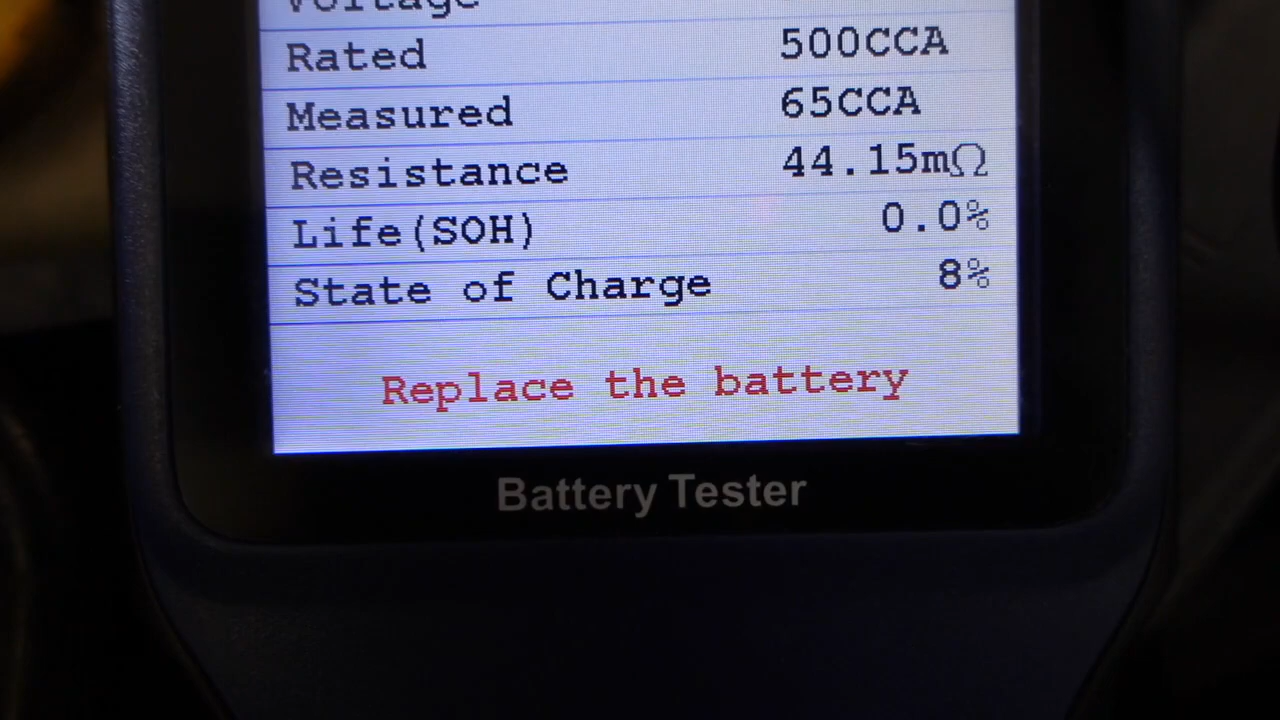 Voltage
Rated 500CCA
Measured 65CCA
Resistance 44.15mΩ
Life(SOH) 0.0%
State of Charge 8%
Replace the battery
Battery Tester